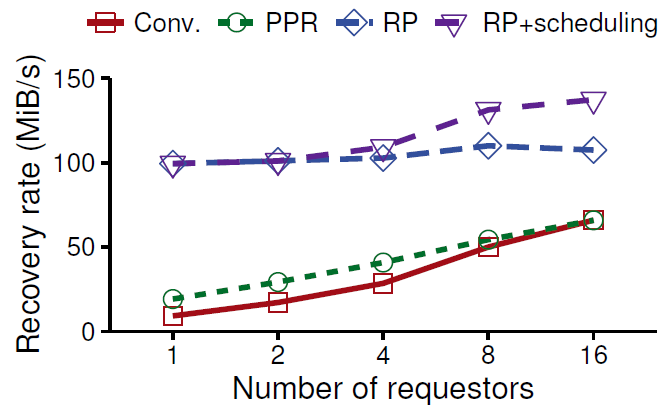 Conv. PPR RP RP+scheduling
150
100
50
0
Recovery rate (MiB/s)
1 2 4 8 16
Number of requestors